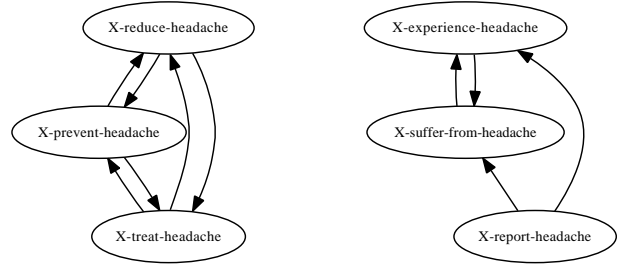 X-reduce-headache
X-experience-headache
X-prevent-headache
X-suffer-from-headache
X-treat-headache
X-report-headache